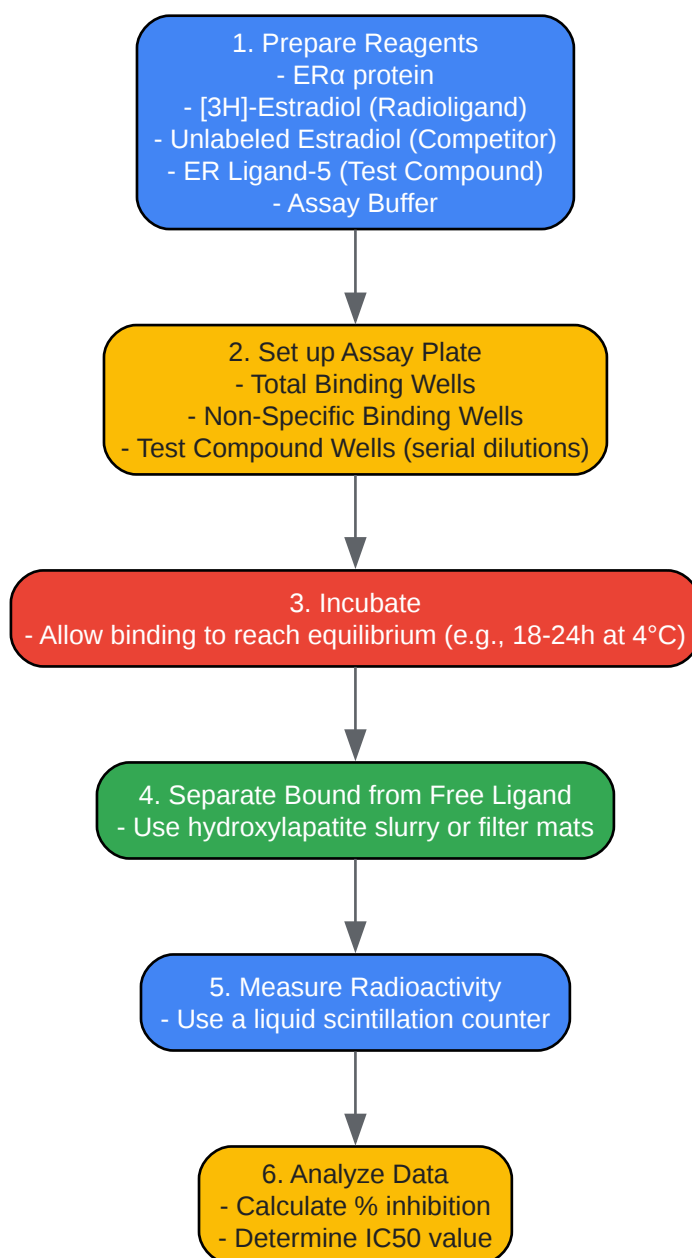 1. Prepare Reagents
- ERα protein
- [3H]-Estradiol (Radioligand)
- Unlabeled Estradiol (Competitor)
- ER Ligand-5 (Test Compound)
- Assay Buffer
2. Set up Assay Plate
- Total Binding Wells
- Non-Specific Binding Wells
- Test Compound Wells (serial dilutions)
3. Incubate
- Allow binding to reach equilibrium (e.g., 18-24h at 4°C)
4. Separate Bound from Free Ligand
- Use hydroxylapatite slurry or filter mats
5. Measure Radioactivity
- Use a liquid scintillation counter
6. Analyze Data
- Calculate % inhibition
- Determine IC50 value